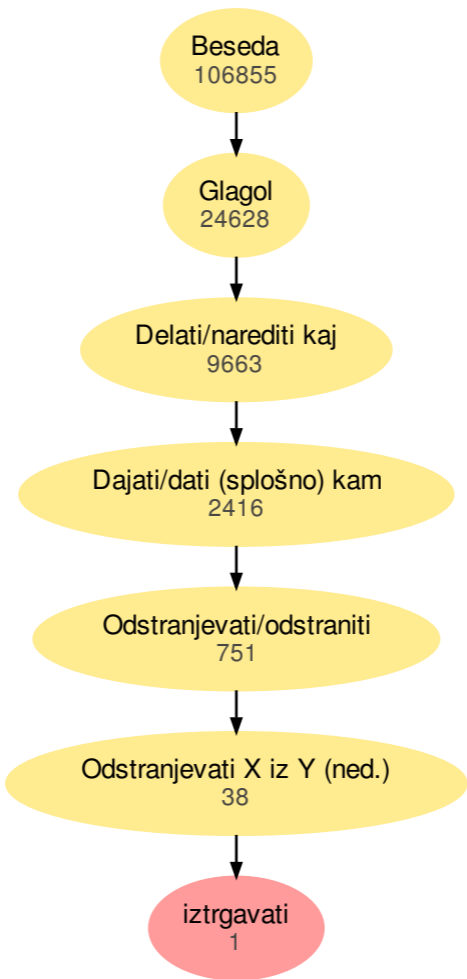 Beseda
106855
Glagol
24628
Delati/narediti kaj
9663
Dajati/dati (splošno) kam
2416
Odstranjevati/odstraniti
751
Odstranjevati X iz Y (ned.)
38
iztrgavati
1